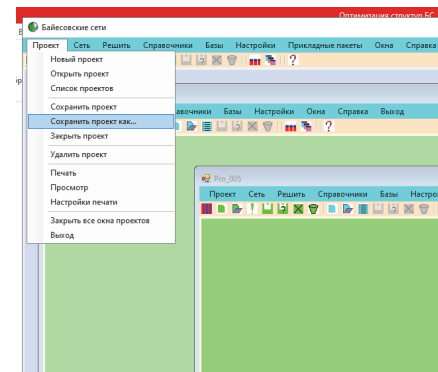 Оптимизация структур БС
Байесовские сети
Проект Сеть Решить Справочники Базы Настройки Прикладные пакеты Окна Справка
Новый проект
Открыть проект
Список проектов
Сохранить проект
Сохранить проект как...
Закрыть проект
Удалить проект
Печать
Просмотр
Настройки печати
Закрыть все окна проектов
Выход
авочники Базы Настройки Окна Справка Выход
Pro_005
Проект Сеть Решить Справочники Базы Настро